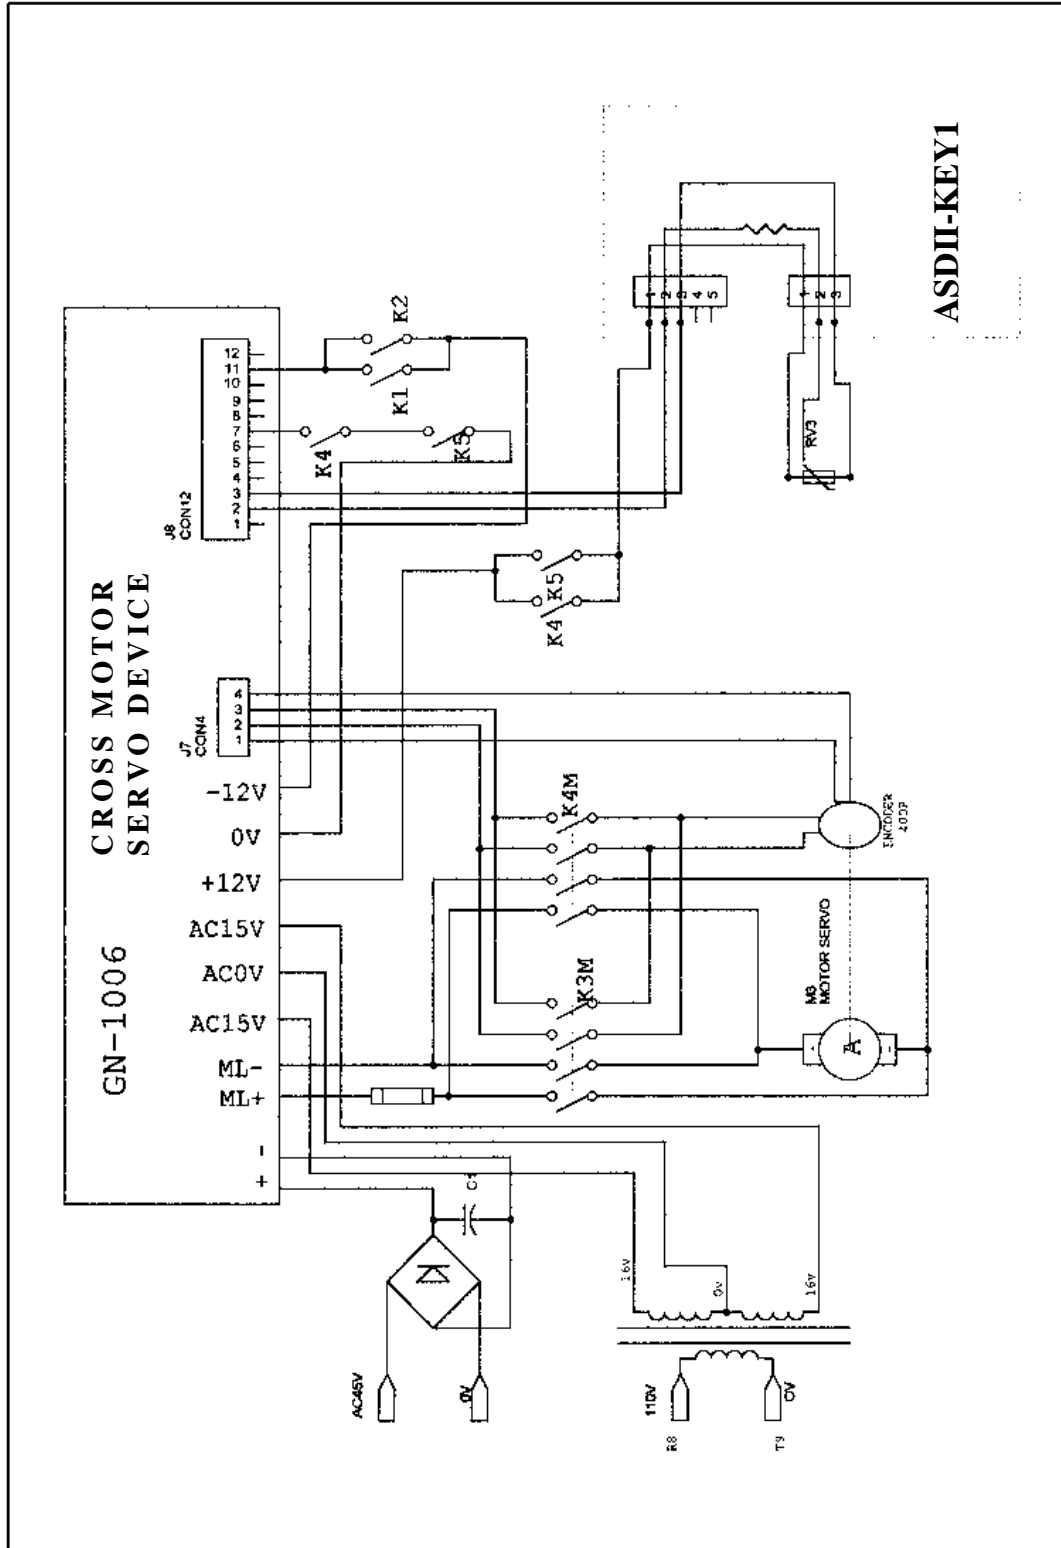 CROSS MOTOR
SERVO DEVICE
GN-1006
+
-
ML+
ML-
AC15V
AC0V
AC15V
+12V
0V
-12V
J7
CON4
1
2
3
4
J8
CON12
1
2
3
4
5
6
7
8
9
10
11
12
K1
K2
K4
K5
K4
K5
K3M
K4M
AC45V
0V
110V
0V
R8
T9
16v
0v
16v
M3
MOTOR SERVO
A
ENCODER
RV3
1
2
3
4
5
1
2
3
ASDII-KEY1